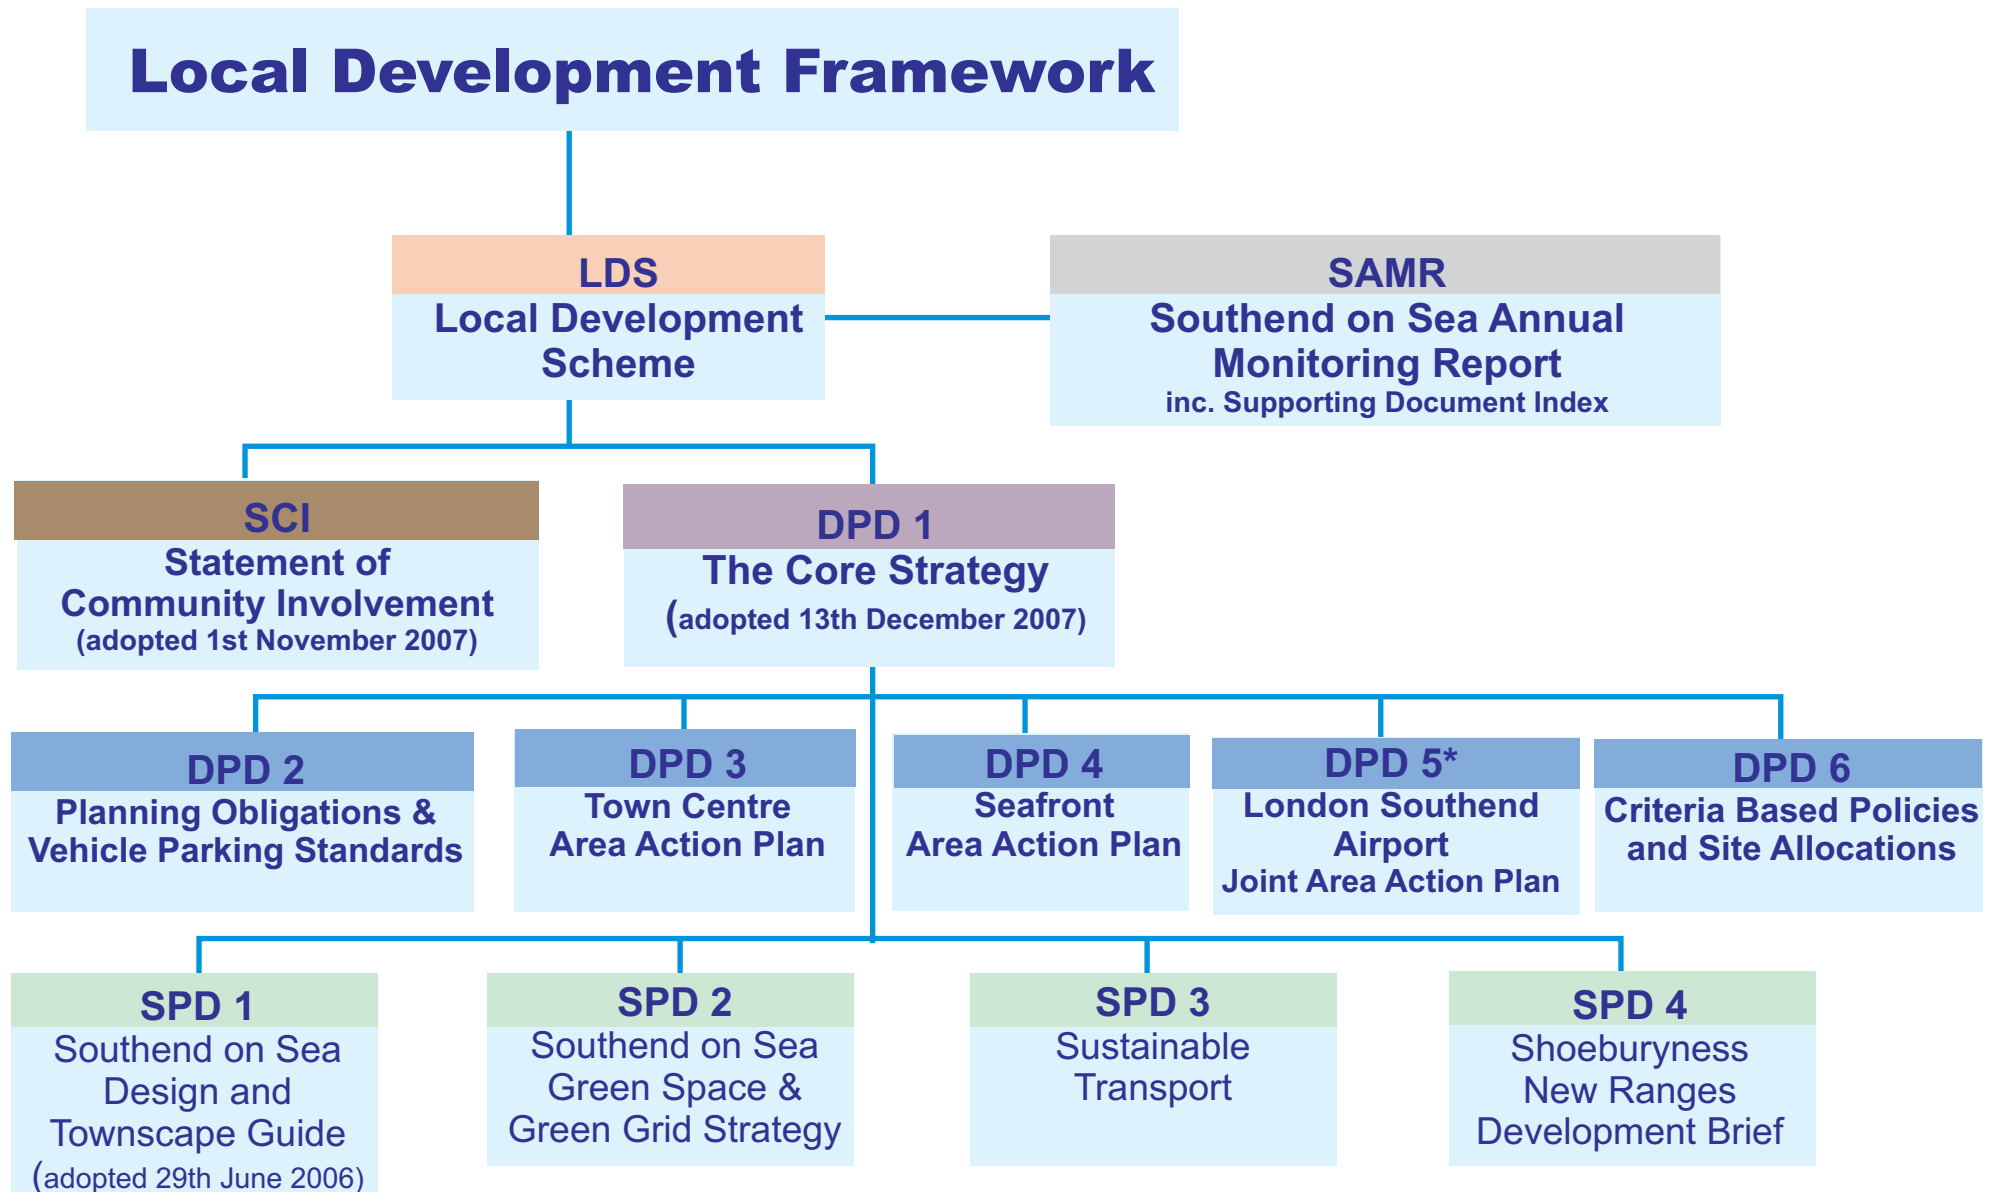 Local Development Framework
LDS
Local Development
Scheme
SAMR
Southend on Sea Annual
Monitoring Report
inc. Supporting Document Index
SCI
Statement of
Community Involvement
(adopted 1st November 2007)
DPD 1
The Core Strategy
(adopted 13th December 2007)
DPD 2
Planning Obligations &
Vehicle Parking Standards
DPD 3
Town Centre
Area Action Plan
DPD 4
Seafront
Area Action Plan
DPD 5*
London Southend
Airport
Joint Area Action Plan
DPD 6
Criteria Based Policies
and Site Allocations
SPD 1
Southend on Sea
Design and
Townscape Guide
(adopted 29th June 2006)
SPD 2
Southend on Sea
Green Space &
Green Grid Strategy
SPD 3
Sustainable
Transport
SPD 4
Shoeburyness
New Ranges
Development Brief